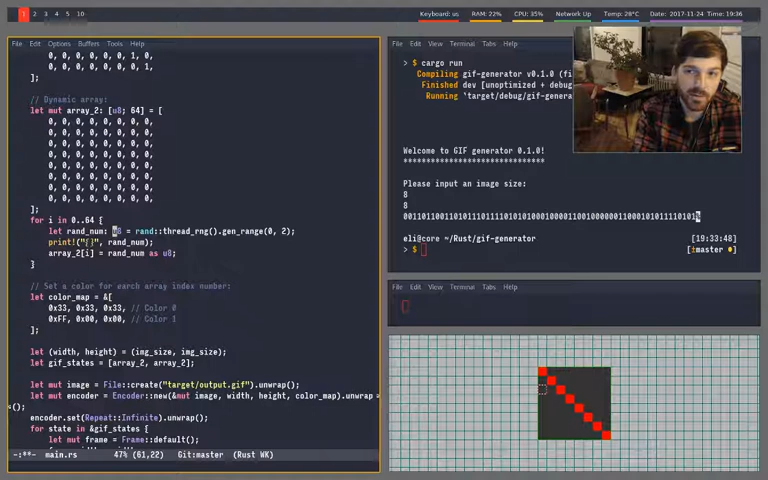 1 2 3 4 5 10- Keyboard: us RAM: 22% CPU: 35% Network Up Temp: 28°C Date: 2017-11-24 Time: 19:36
File Edit Options Buffers Tools Help
0, 0, 0, 0, 0, 0, 1, 0,
0, 0, 0, 0, 0, 0, 0, 1,
];
// Dynamic array:
let mut array_2: [u8; 64] = [
0, 0, 0, 0, 0, 0, 0, 0,
0, 0, 0, 0, 0, 0, 0, 0,
0, 0, 0, 0, 0, 0, 0, 0,
0, 0, 0, 0, 0, 0, 0, 0,
0, 0, 0, 0, 0, 0, 0, 0,
0, 0, 0, 0, 0, 0, 0, 0,
0, 0, 0, 0, 0, 0, 0, 0,
0, 0, 0, 0, 0, 0, 0, 0,
];
for i in 0..64 {
let rand_num: u8 = rand::thread_rng().gen_range(0, 2);
print!("{}", rand_num);
array_2[i] = rand_num as u8;
}
// Set a color for earch array index number:
let color_map = &[
0x33, 0x33, 0x33, // Color 0
0xFF, 0x00, 0x00, // Color 1
];
let (width, height) = (img_size, img_size);
let gif_states = [array_2, array_2];
let mut image = File::create("target/output.gif").unwrap();
let mut encoder = Encoder::new(&mut image, width, height, color_map).unwrap
();
encoder.set(Repeat::Infinite).unwrap();
for state in &gif_states {
let mut frame = Frame::default();
-:**- main.rs 47% (61,22) Git:master (Rust WK)
File Edit View Terminal Tabs Help
> $ cargo run
Compiling gif-generator v0.1.0 (fi
Finished dev [unoptimized + debug
Running `target/debug/gif-genera
Welcome to GIF generator 0.1.0!
********************************
Please input an image size:
8
8
eli@core ~/Rust/gif-generator [19:33:48]
> $ [±master ●]
File Edit View Terminal Tabs Help